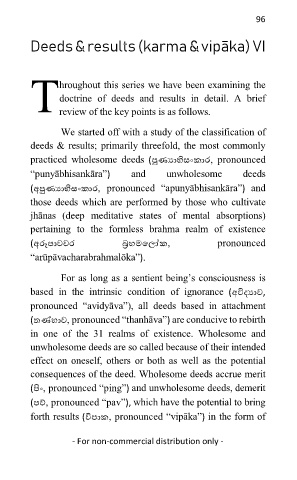 96
Deeds & results (karma & vipāka) VI
Throughout this series we have been examining the
doctrine of deeds and results in detail. A brief
review of the key points is as follows.
We started off with a study of the classification of
deeds & results; primarily threefold, the most commonly
practiced wholesome deeds (පුණ්‍යාභිසංකාර, pronounced
“punyābhisankāra”) and unwholesome deeds
(අපුණ්‍යාභිසංකාර, pronounced “apunyābhisankāra”) and
those deeds which are performed by those who cultivate
jhānas (deep meditative states of mental absorptions)
pertaining to the formless brahma realm of existence
(අරූපාවචර බ්‍රහ්මලෝක, pronounced
“arūpāvacharabrahmalōka”).
For as long as a sentient being’s consciousness is
based in the intrinsic condition of ignorance (අවිද්‍යාව,
pronounced “avidyāva”), all deeds based in attachment
(තණ්හාව, pronounced “thanhāva”) are conducive to rebirth
in one of the 31 realms of existence. Wholesome and
unwholesome deeds are so called because of their intended
effect on oneself, others or both as well as the potential
consequences of the deed. Wholesome deeds accrue merit
(පිං, pronounced “ping”) and unwholesome deeds, demerit
(පව්, pronounced “pav”), which have the potential to bring
forth results (විපාක, pronounced “vipāka”) in the form of
- For non-commercial distribution only -